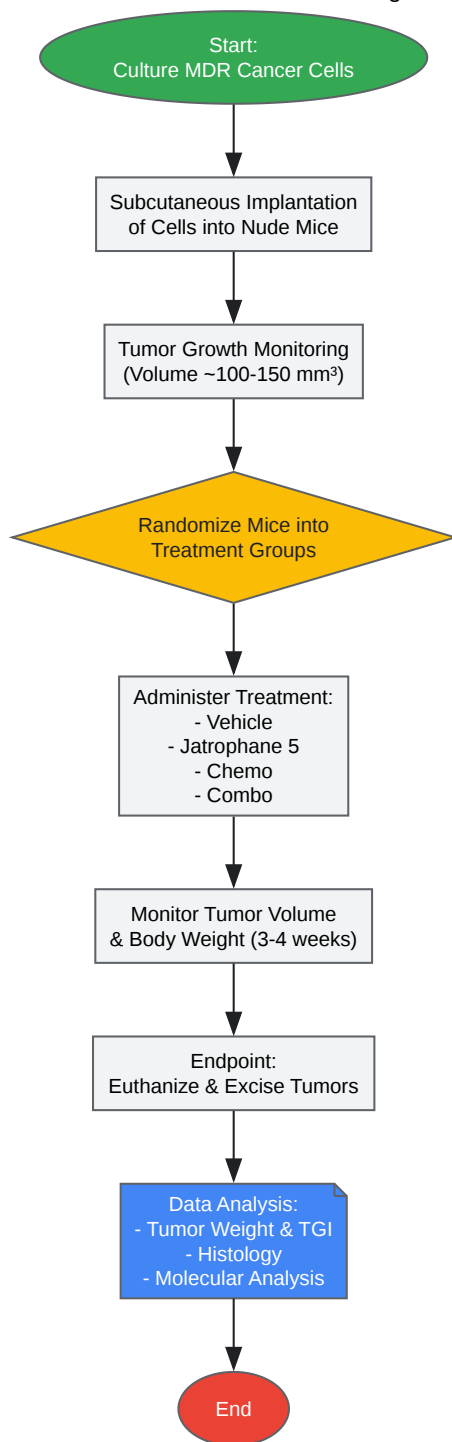 Start:
Culture MDR Cancer Cells
Subcutaneous Implantation
of Cells into Nude Mice
Tumor Growth Monitoring
(Volume ~100-150 mm³)
Randomize Mice into
Treatment Groups
Administer Treatment:
- Vehicle
- Jatrophane 5
- Chemo
- Combo
Monitor Tumor Volume
& Body Weight (3-4 weeks)
Endpoint:
Euthanize & Excise Tumors
Data Analysis:
- Tumor Weight & TGI
- Histology
- Molecular Analysis
End